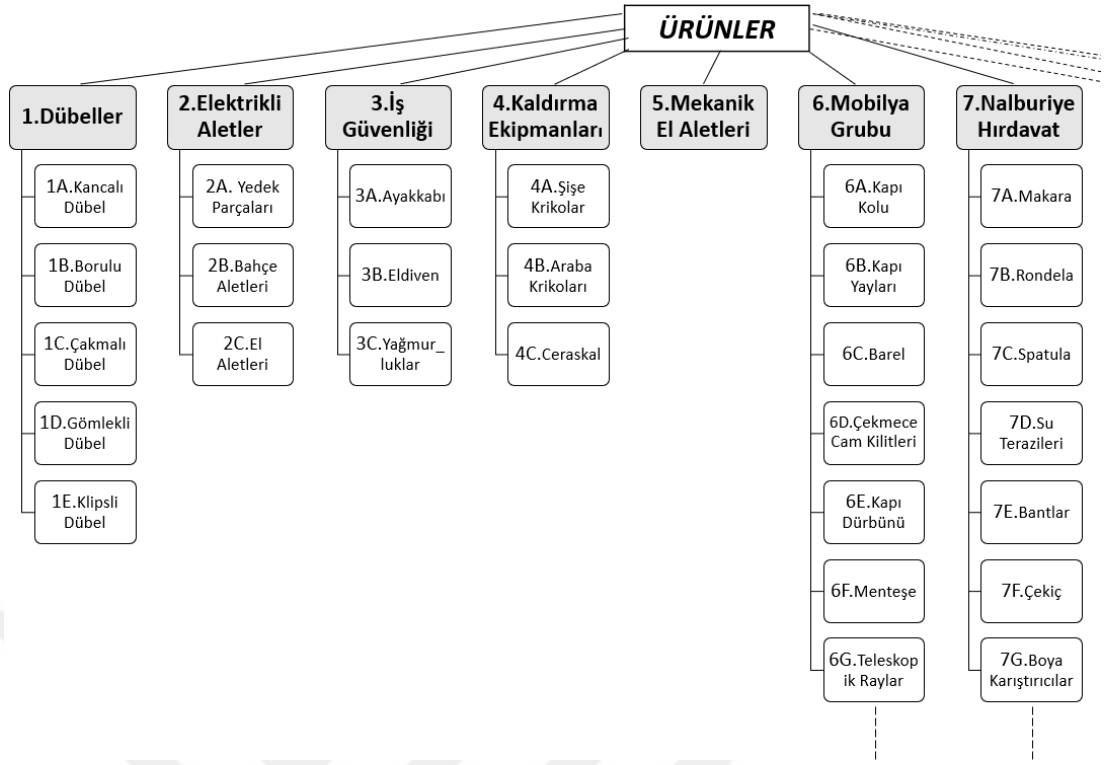 ÜRÜNLER
1.Dübeller
1A.Kancalı
Dübel
1B.Borulu
Dübel
1C.Çakmalı
Dübel
1D.Gömlekli
Dübel
1E.Klipsli
Dübel
2.Elektrikli
Aletler
2A. Yedek
Parçaları
2B.Bahçe
Aletleri
2C.El
Aletleri
3.İş
Güvenliği
3A.Ayakkabı
3B.Eldiven
3C.Yağmur_
luklar
4.Kaldırma
Ekipmanları
4A.Şişe
Krikolar
4B.Araba
Krikoları
4C.Ceraskal
5.Mekanik
El Aletleri
6.Mobilya
Grubu
6A.Kapı
Kolu
6B.Kapı
Yayları
6C.Barel
6D.Çekmece
Cam Kilitleri
6E.Kapı
Dürbünü
6F.Menteşe
6G.Teleskop
ik Raylar
7.Nalburiye
Hırdavat
7A.Makara
7B.Rondela
7C.Spatula
7D.Su
Terazileri
7E.Bantlar
7F.Çekiç
7G.Boya
Karıştırıcılar